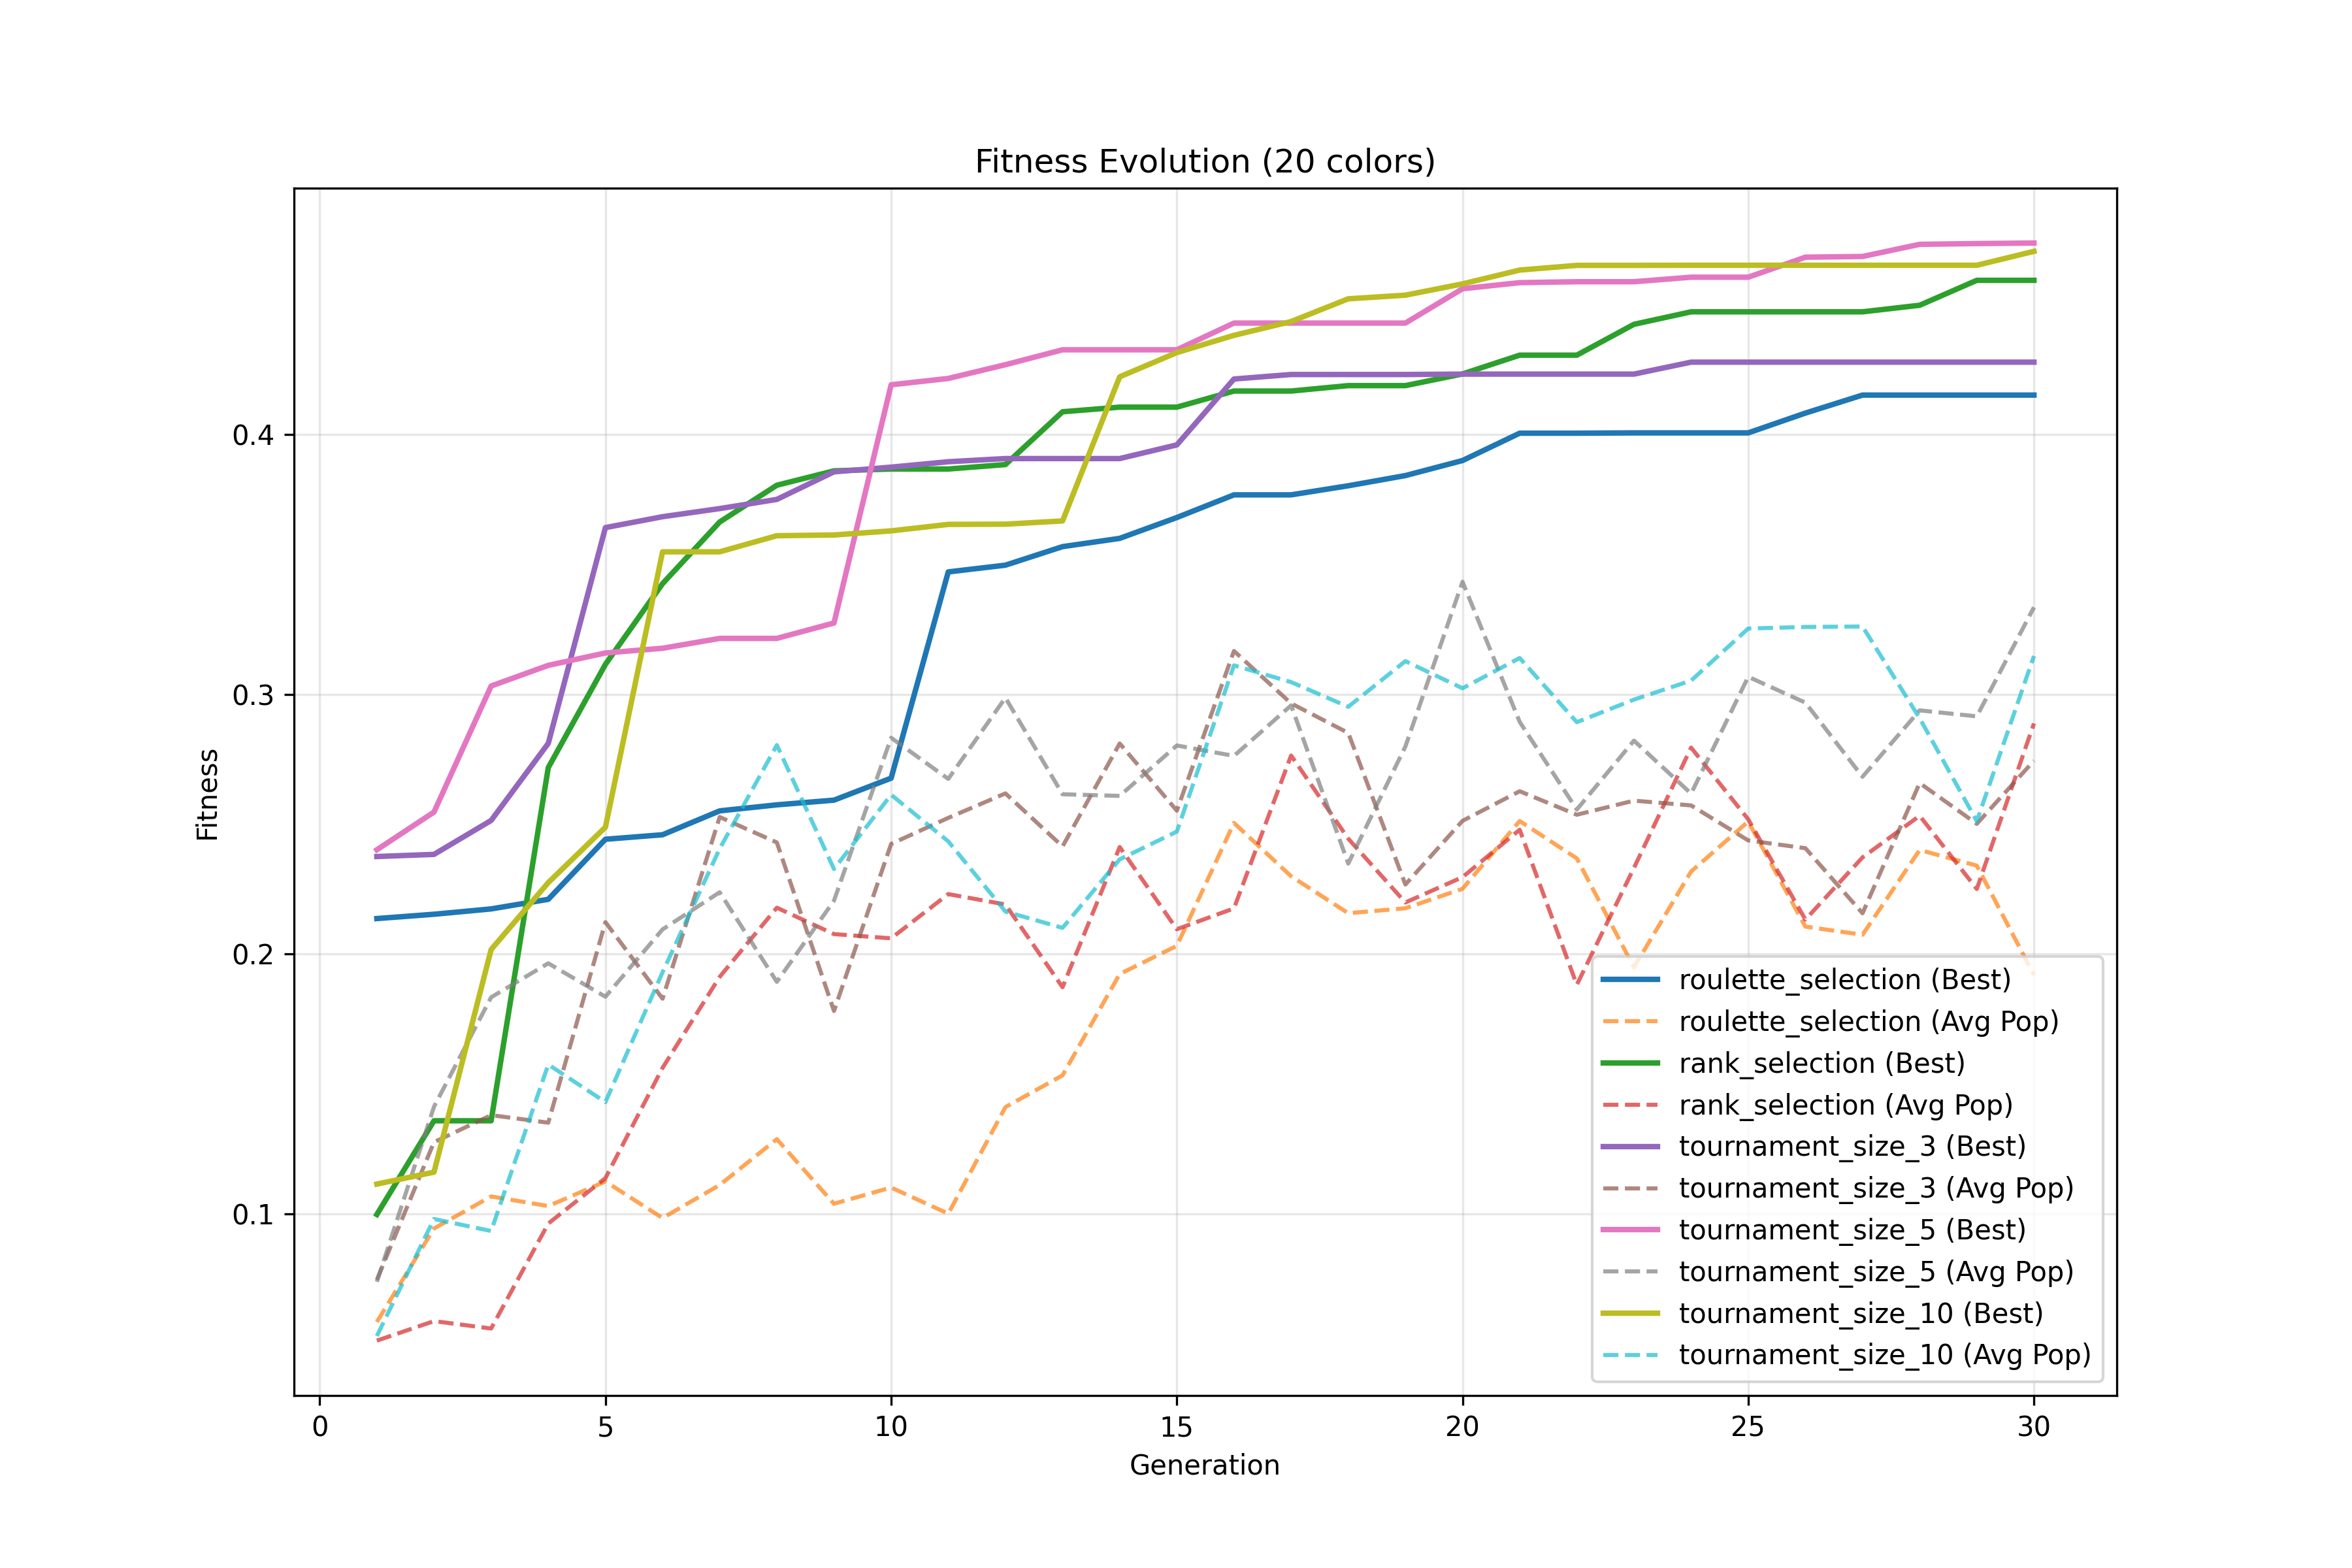 Fitness Evolution (20 colors)
Fitness
0.4
0.3
0.2
0.1
0
5
10
15
20
25
30
Generation
roulette_selection (Best)
roulette_selection (Avg Pop)
rank_selection (Best)
rank_selection (Avg Pop)
tournament_size_3 (Best)
tournament_size_3 (Avg Pop)
tournament_size_5 (Best)
tournament_size_5 (Avg Pop)
tournament_size_10 (Best)
tournament_size_10 (Avg Pop)